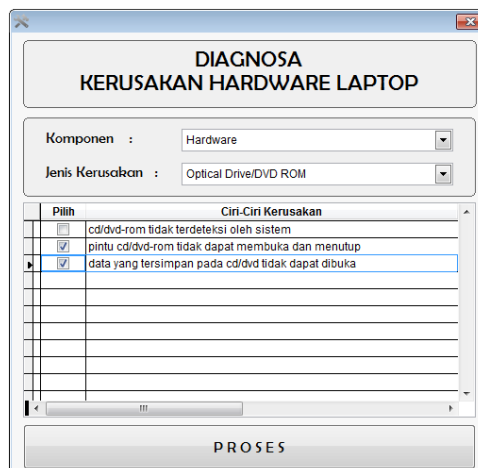 DIAGNOSA
KERUSAKAN HARDWARE LAPTOP
Komponen : Hardware
Jenis Kerusakan : Optical Drive/DVD ROM
Pilih Ciri-Ciri Kerusakan
cd/dvd-rom tidak terdeteksi oleh sistem
pintu cd/dvd-rom tidak dapat membuka dan menutup
data yang tersimpan pada cd/dvd tidak dapat dibuka
PROSES